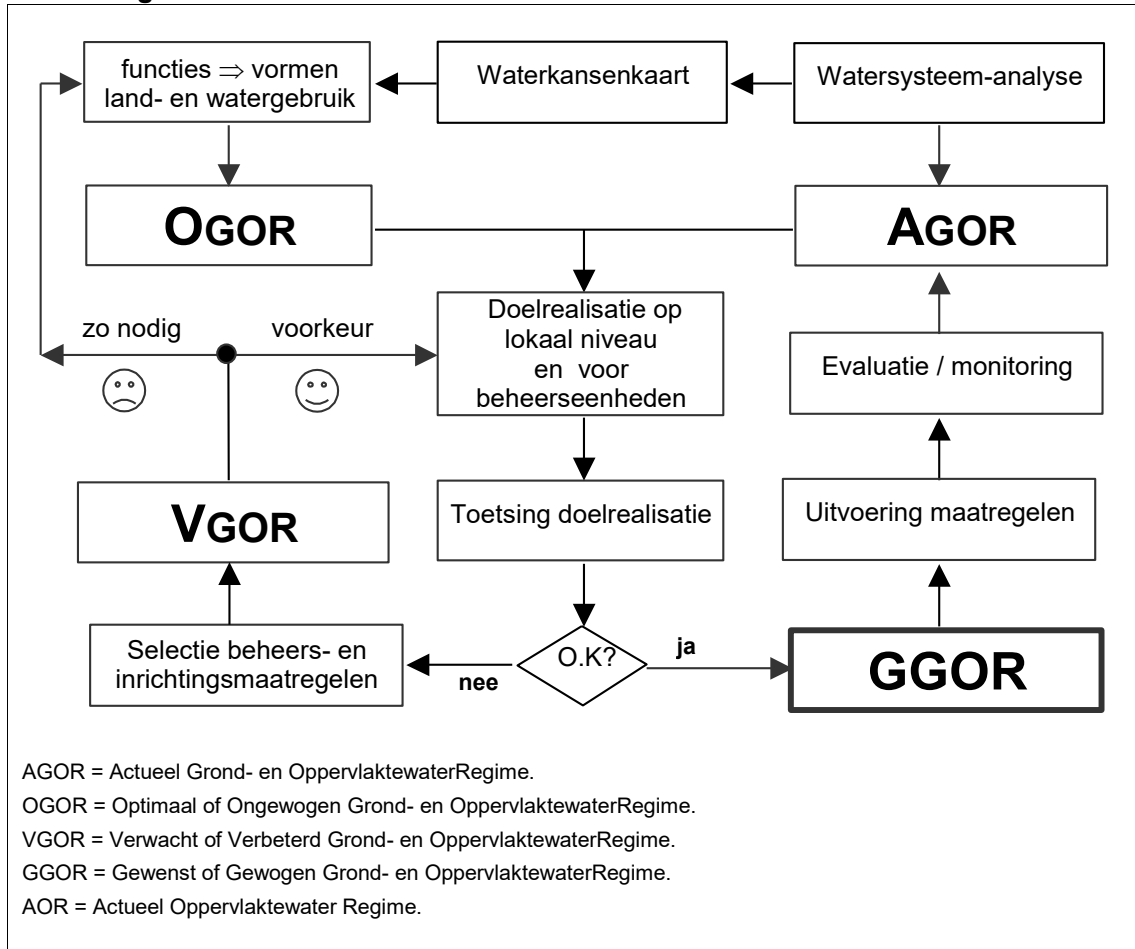 functies ⇒ vormen
land- en watergebruik
Waterkansenkaart
Watersysteem-analyse
OGOR
AGOR
zo nodig
voorkeur
Doelrealisatie op
lokaal niveau
en voor
beheerseenheden
Evaluatie / monitoring
VGOR
Toetsing doelrealisatie
Uitvoering maatregelen
Selectie beheers- en
inrichtingsmaatregelen
nee
O.K?
ja
GGOR
AGOR = Actueel Grond- en OppervlaktewaterRegime.
OGOR = Optimaal of Ongewogen Grond- en OppervlaktewaterRegime.
VGOR = Verwacht of Verbeterd Grond- en OppervlaktewaterRegime.
GGOR = Gewenst of Gewogen Grond- en OppervlaktewaterRegime.
AOR = Actueel Oppervlaktewater Regime.